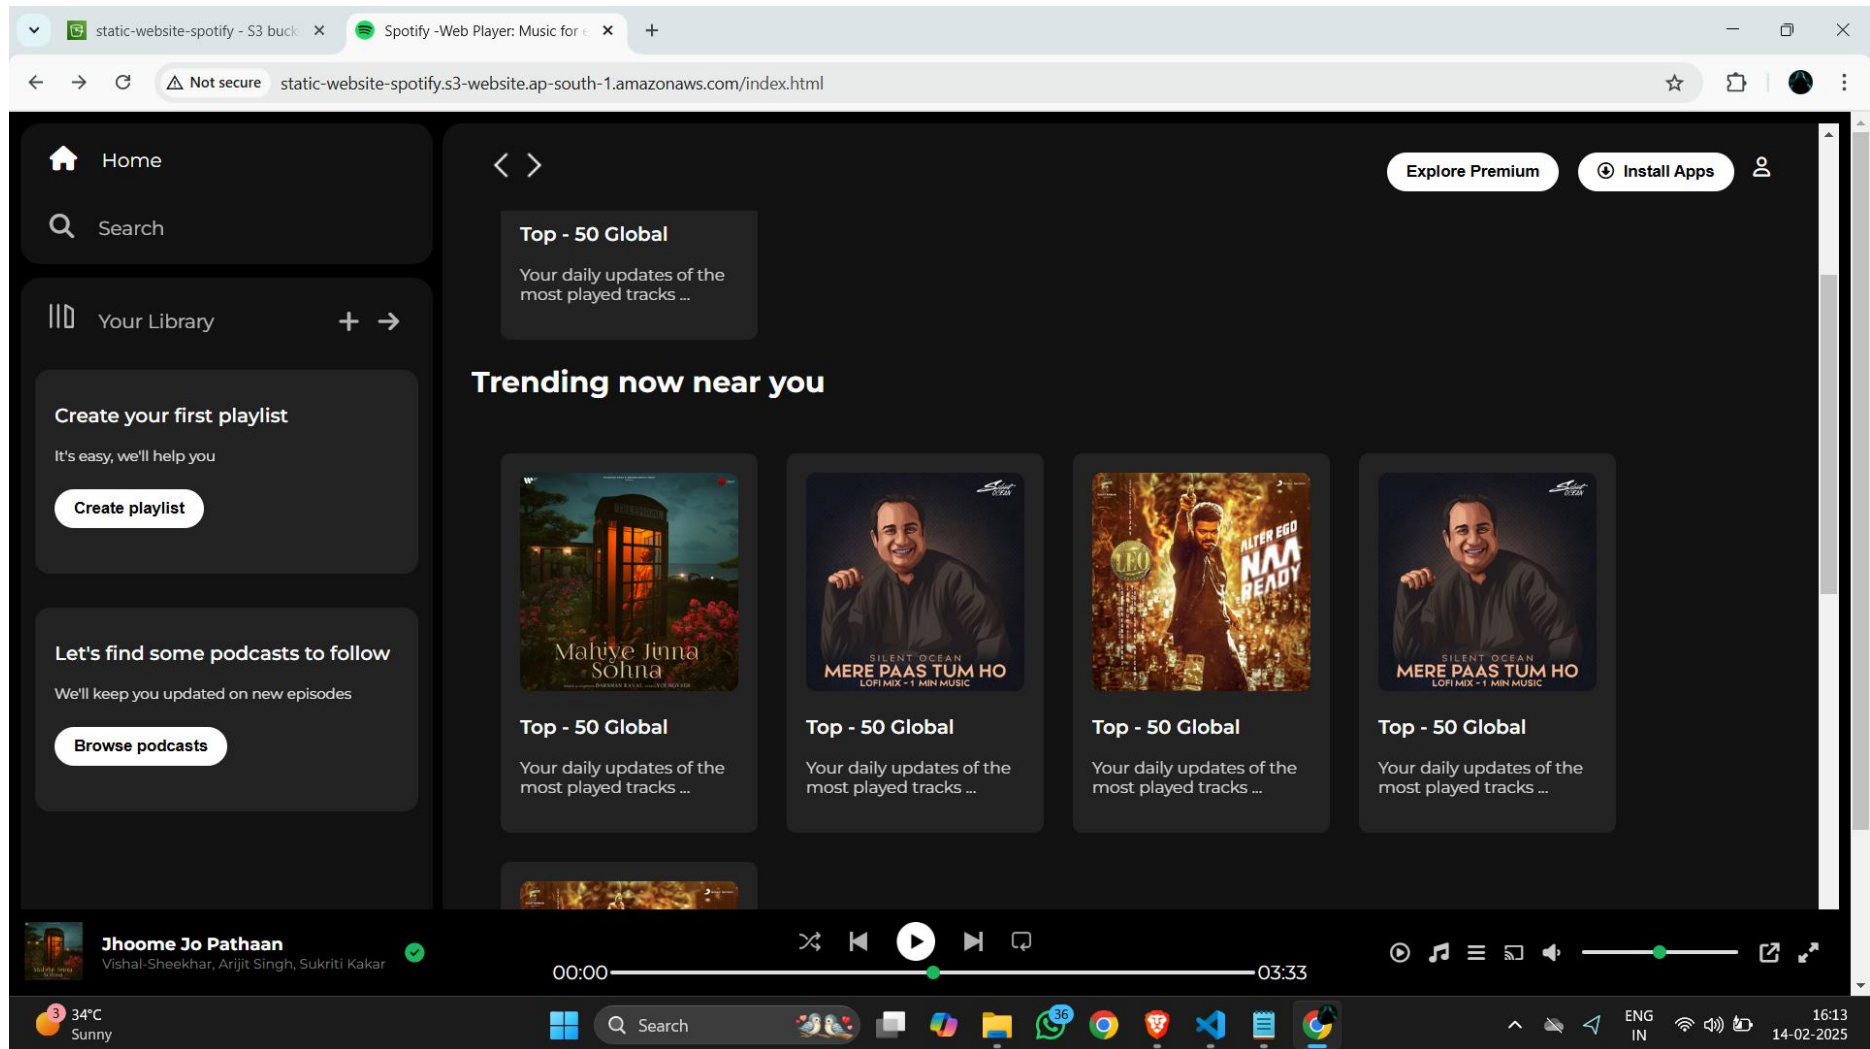 static-website-spotify - S3 buck
Spotify -Web Player: Music for e
Not secure
static-website-spotify.s3-website.ap-south-1.amazonaws.com/index.html
Home
Search
Your Library
Create your first playlist
It's easy, we'll help you
Create playlist
Let's find some podcasts to follow
We'll keep you updated on new episodes
Browse podcasts
Explore Premium
Install Apps
Top - 50 Global
Your daily updates of the
most played tracks ...
Trending now near you
TELEPHONE
Mahiye Jinna
Sohna
Top - 50 Global
Your daily updates of the
most played tracks ...
Silent
OCEAN
SILENT OCEAN
MERE PAAS TUM HO
LOFI MIX - 1 MIN MUSIC
Top - 50 Global
Your daily updates of the
most played tracks ...
LEO
ALTER EGO
NAA
READY
Top - 50 Global
Your daily updates of the
most played tracks ...
Silent
OCEAN
SILENT OCEAN
MERE PAAS TUM HO
LOFI MIX - 1 MIN MUSIC
Top - 50 Global
Your daily updates of the
most played tracks ...
Jhoome Jo Pathaan
Vishal-Sheekhar, Arijit Singh, Sukriti Kakar
00:00
03:33
3
34°C
Sunny
Search
36
ENG
IN
16:13
14-02-2025